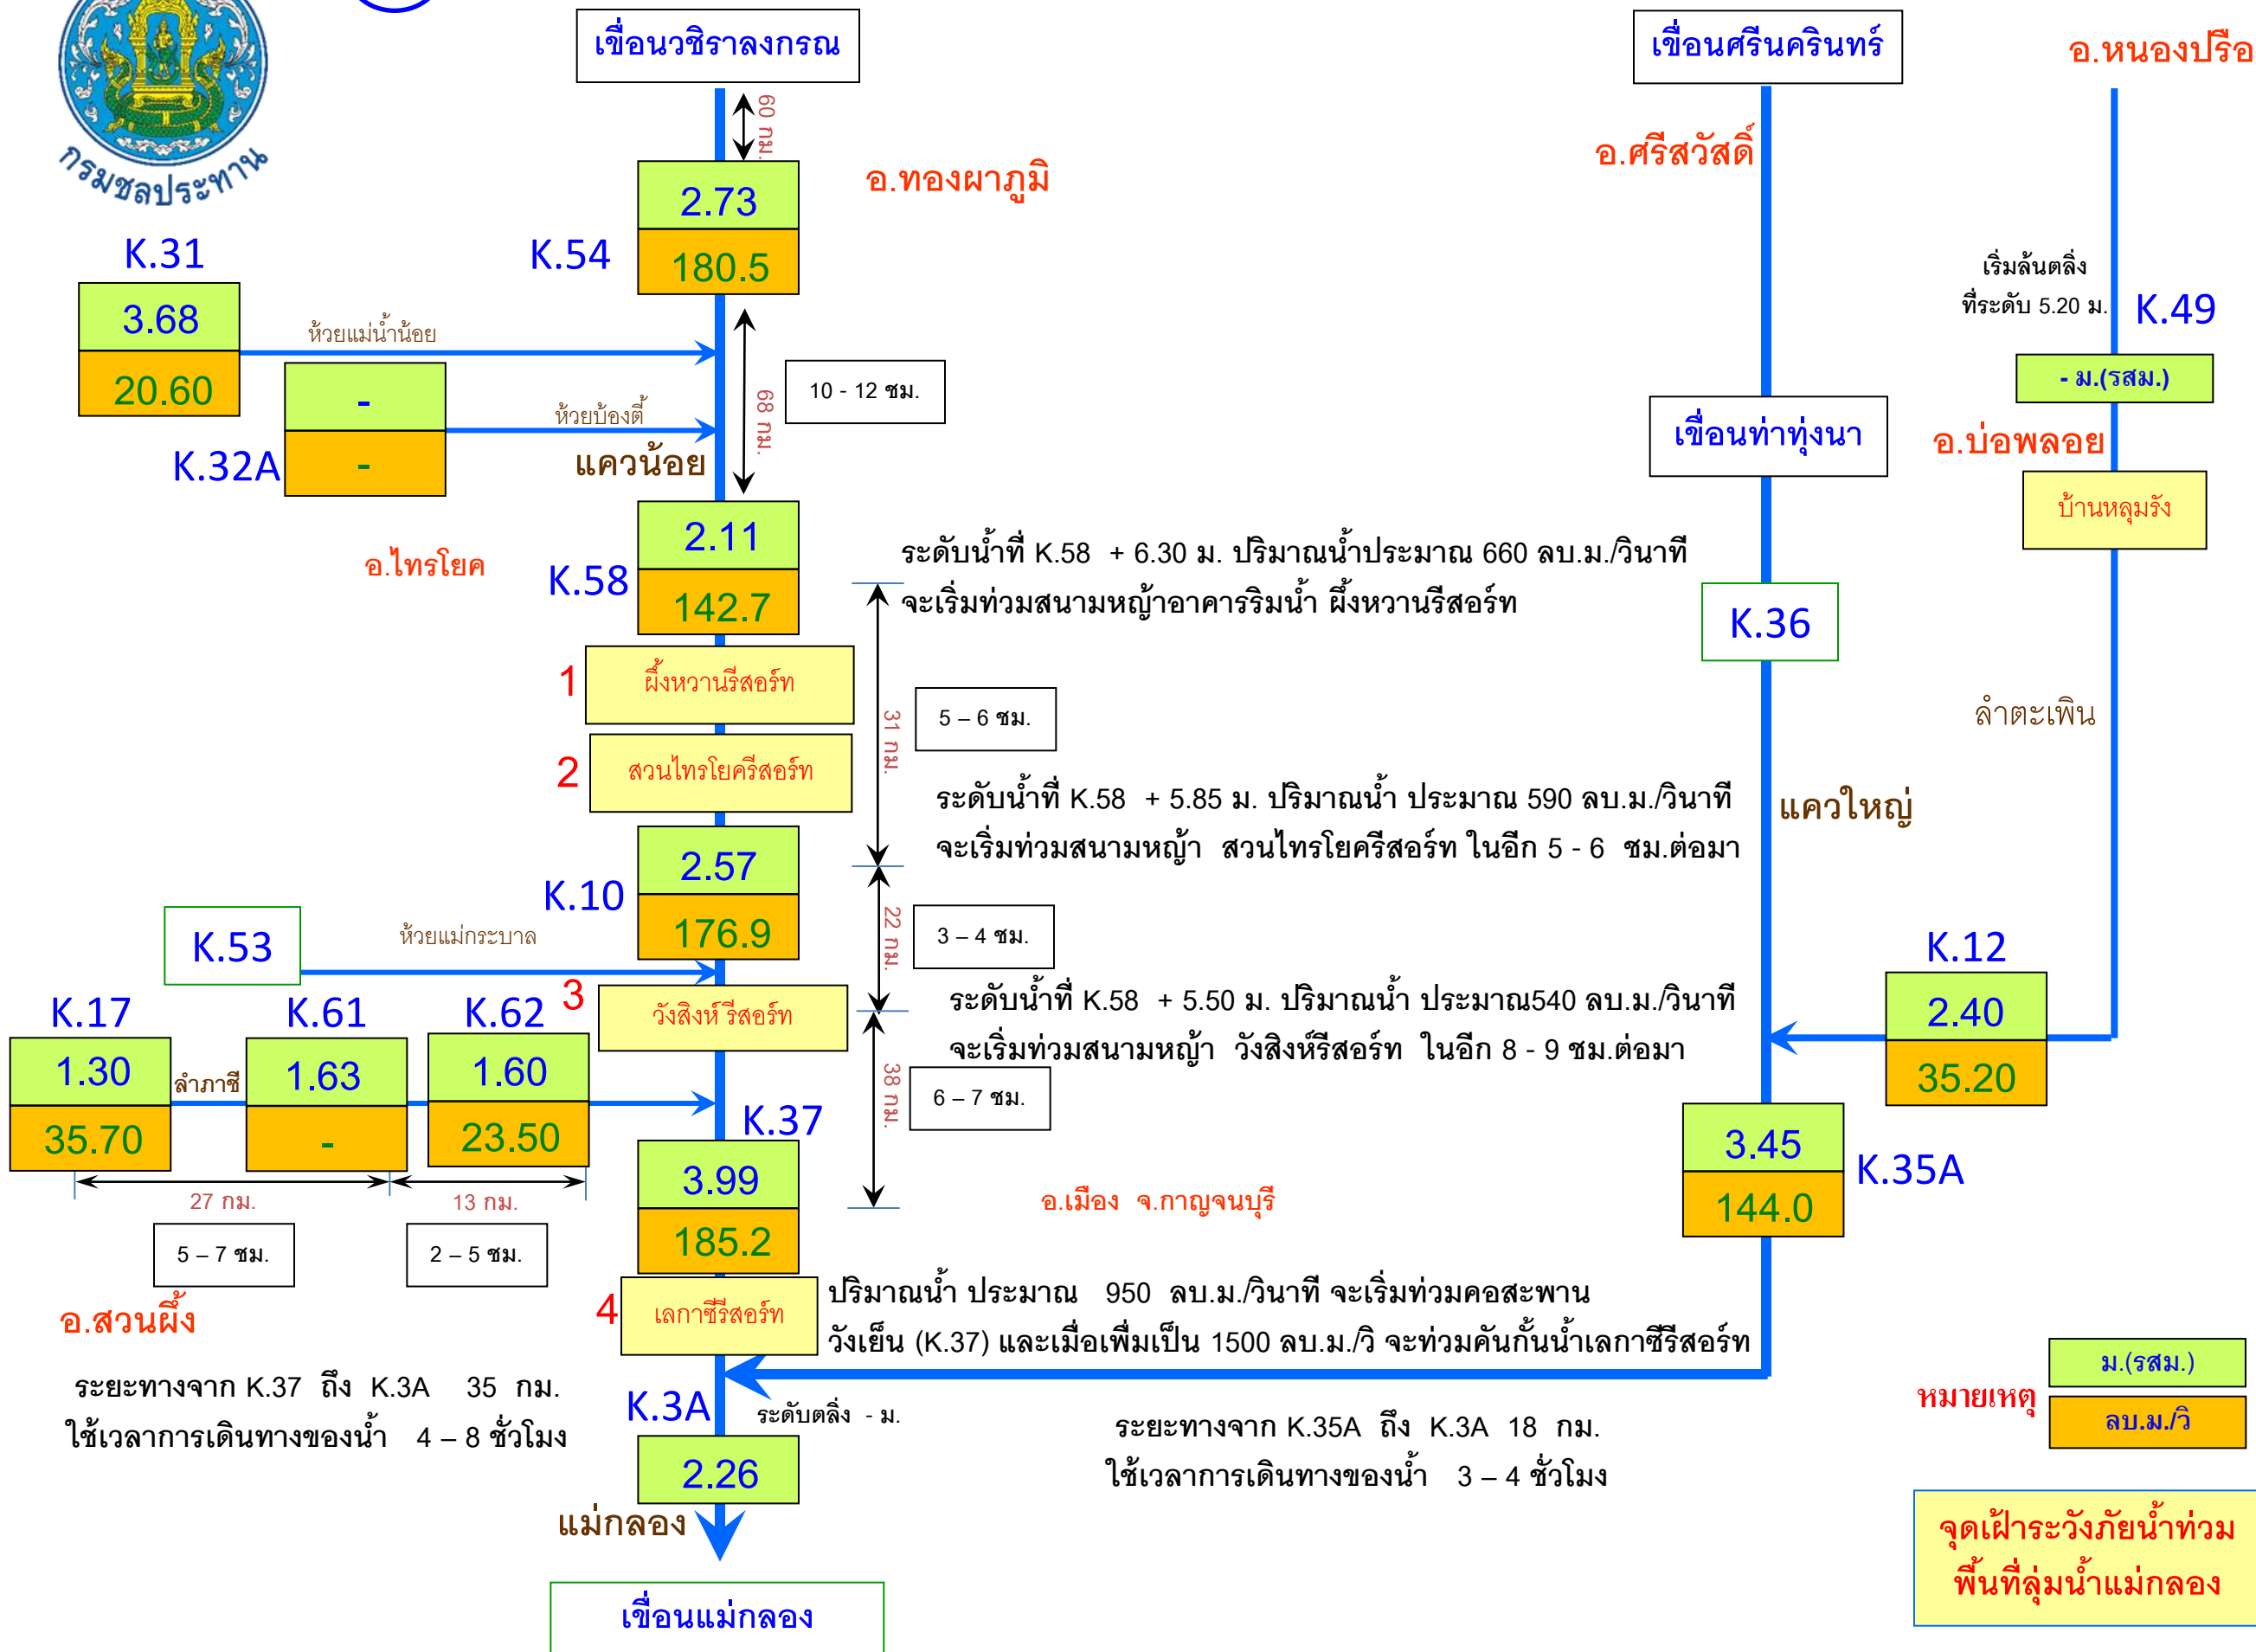 กรมชลประทาน
เขื่อนวชิราลงกรณ
เขื่อนศรีนครินทร์
อ.หนองปรือ
60 กม.
อ.ศรีสวัสดิ์
อ.ทองผาภูมิ
2.73
K.54
180.5
K.31
3.68
20.60
ห้วยแม่น้ำน้อย
เริ่มล้นตลิ่ง
ที่ระดับ 5.20 ม.
K.49
- ม.(รสม.)
10 - 12 ชม.
68 กม.
-
ห้วยบ้องตี้
K.32A
-
แควน้อย
เขื่อนท่าทุ่งนา
อ.บ่อพลอย
บ้านหลุมรัง
อ.ไทรโยค
2.11
K.58
142.7
ระดับน้ำที่ K.58 + 6.30 ม. ปริมาณน้ำประมาณ 660 ลบ.ม./วินาที
จะเริ่มท่วมสนามหญ้าอาคารริมน้ำ ผึ้งหวานรีสอร์ท
K.36
1
ผึ้งหวานรีสอร์ท
31 กม.
5 – 6 ชม.
ลำตะเพิน
2
สวนไทรโยครีสอร์ท
ระดับน้ำที่ K.58 + 5.85 ม. ปริมาณน้ำ ประมาณ 590 ลบ.ม./วินาที
จะเริ่มท่วมสนามหญ้า สวนไทรโยครีสอร์ท ในอีก 5 - 6 ชม.ต่อมา
แควใหญ่
2.57
K.10
176.9
K.53
ห้วยแม่กระบาล
22 กม.
3 – 4 ชม.
K.12
2.40
35.20
3
วังสิงห์ รีสอร์ท
ระดับน้ำที่ K.58 + 5.50 ม. ปริมาณน้ำ ประมาณ540 ลบ.ม./วินาที
จะเริ่มท่วมสนามหญ้า วังสิงห์รีสอร์ท ในอีก 8 - 9 ชม.ต่อมา
K.17
K.61
K.62
1.30
ลำภาชี
1.63
1.60
35.70
-
23.50
38 กม.
6 – 7 ชม.
K.37
3.99
185.2
3.45
K.35A
144.0
27 กม.
13 กม.
5 – 7 ชม.
2 – 5 ชม.
อ.เมือง จ.กาญจนบุรี
อ.สวนผึ้ง
4
เลกาซีรีสอร์ท
ปริมาณน้ำ ประมาณ 950 ลบ.ม./วินาที จะเริ่มท่วมคอสะพาน
วังเย็น (K.37) และเมื่อเพื่มเป็น 1500 ลบ.ม./วิ จะท่วมคันกั้นน้ำเลกาซีรีสอร์ท
ระยะทางจาก K.37 ถึง K.3A 35 กม.
ใช้เวลาการเดินทางของน้ำ 4 – 8 ชั่วโมง
K.3A
ระดับตลิ่ง - ม.
2.26
ระยะทางจาก K.35A ถึง K.3A 18 กม.
ใช้เวลาการเดินทางของน้ำ 3 – 4 ชั่วโมง
หมายเหตุ
ม.(รสม.)
ลบ.ม./วิ
แม่กลอง
เขื่อนแม่กลอง
จุดเฝ้าระวังภัยน้ำท่วม
พื้นที่ลุ่มน้ำแม่กลอง